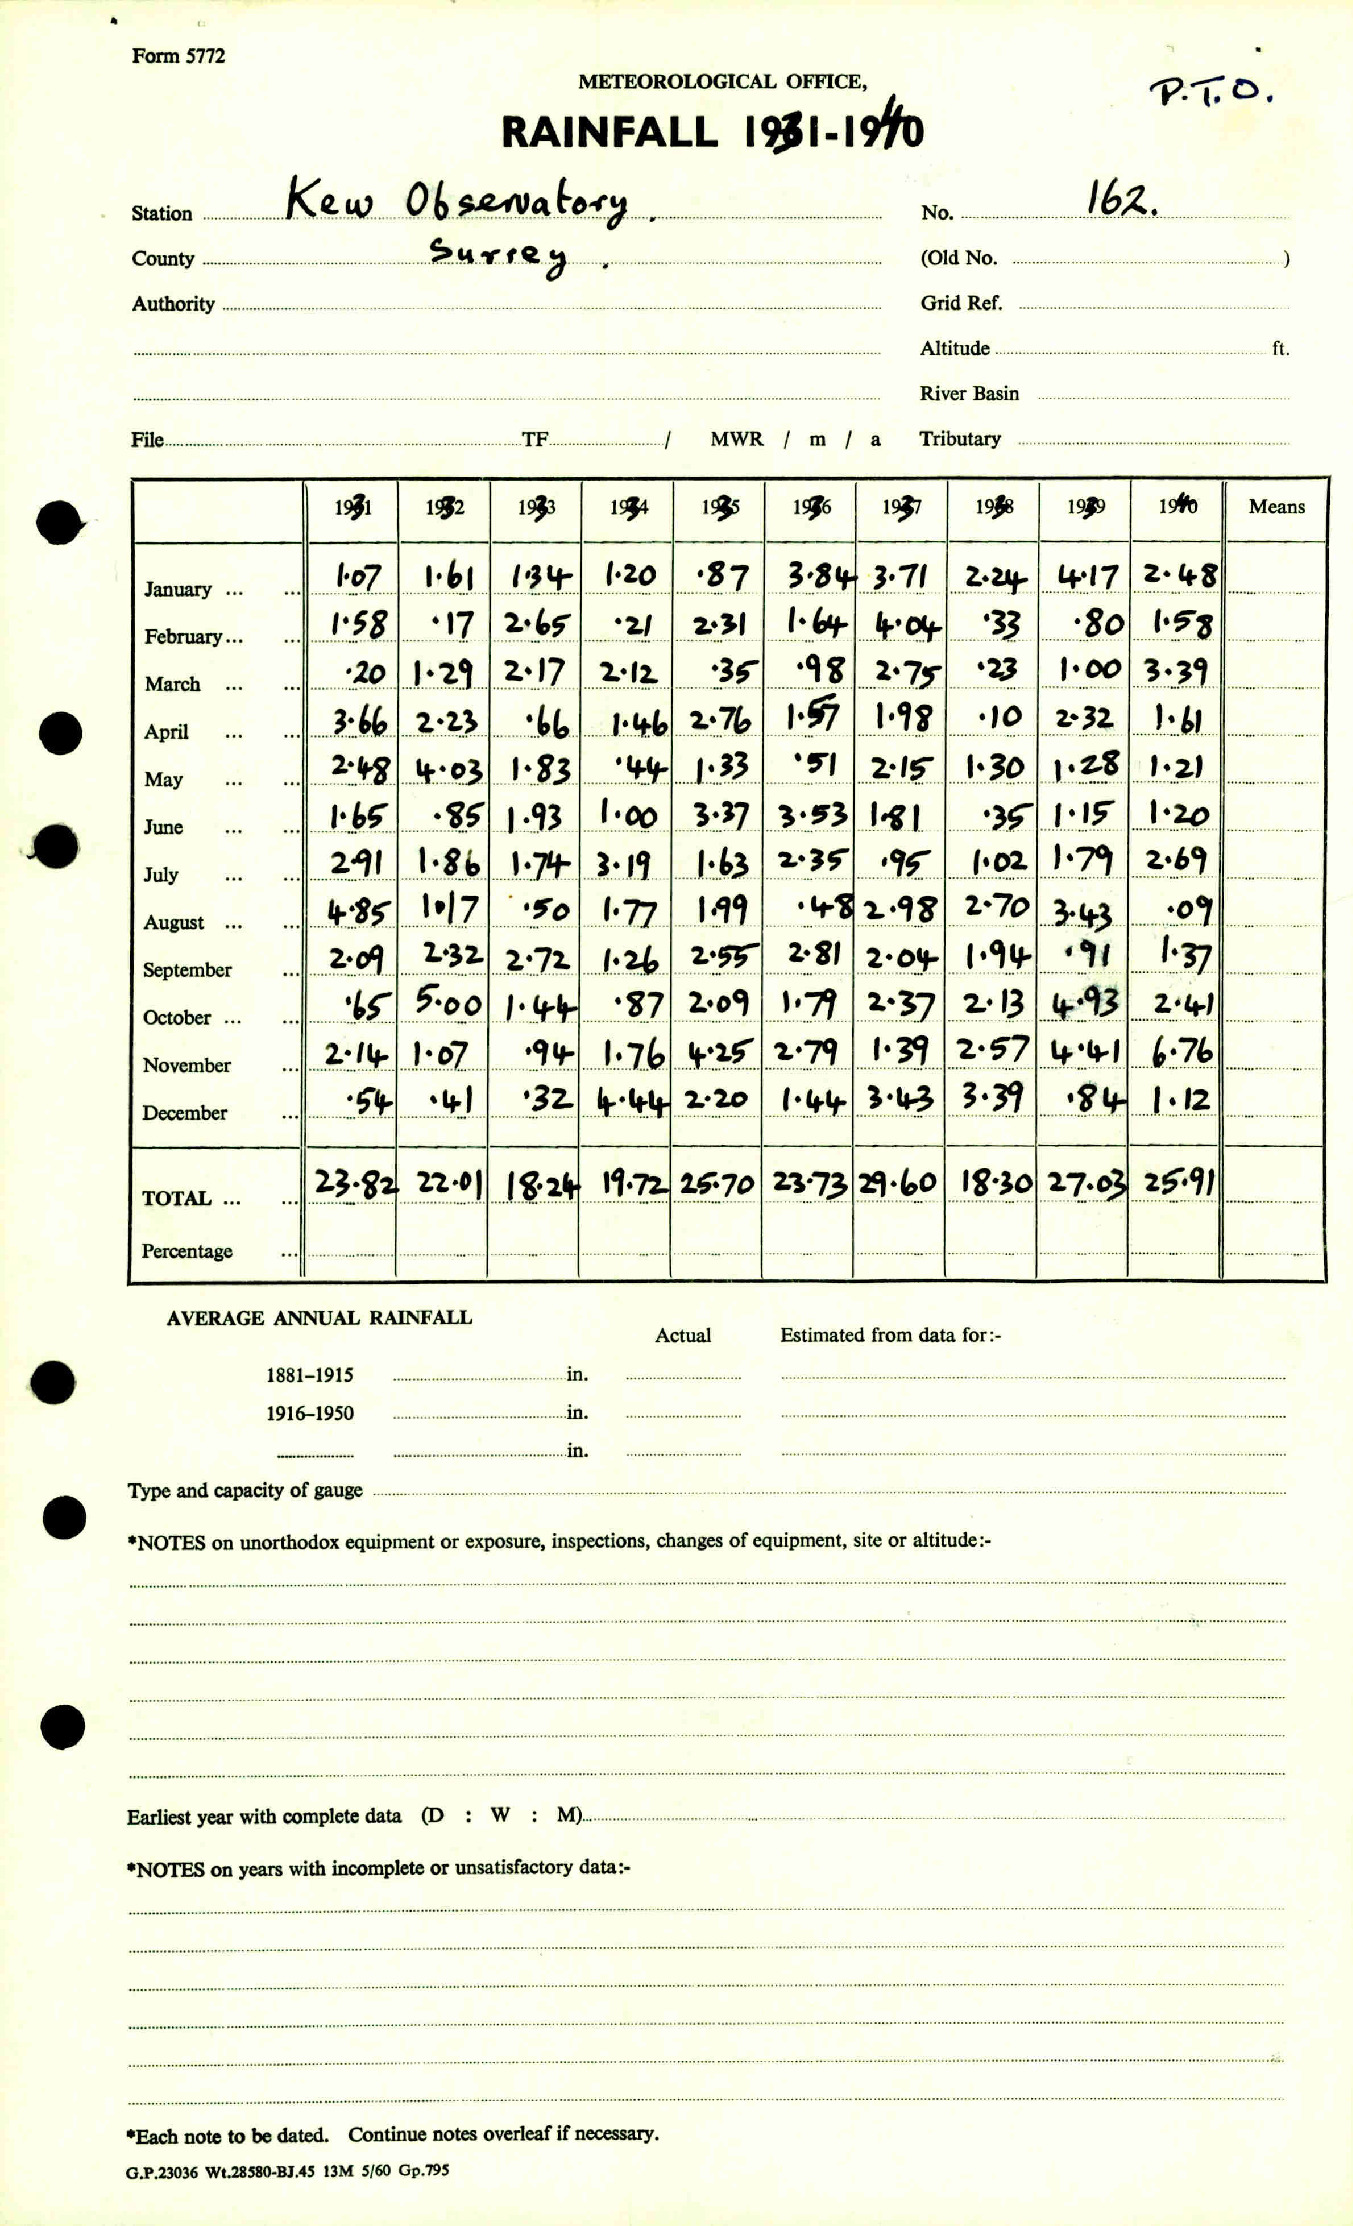 Form 5772
METEOROLOGICAL OFFICE,
P.T.O.
RAINFALL 1931-1940
Station Kew Observatory. No. 162.
County Surrey. (Old No. )
Authority Grid Ref.
Altitude ft.
River Basin
File TF / MWR / m / a Tributary
1931 1932 1933 1934 1935 1936 1937 1938 1939 1940 Means
January ... ... 1·07 1·61 1·34 1·20 ·87 3·84 3·71 2·24 4·17 2·48
February... ... 1·58 ·17 2·65 ·21 2·31 1·64 4·04 ·33 ·80 1·58
March ... ... ·20 1·29 2·17 2·12 ·35 ·98 2·75 ·23 1·00 3·39
April ... ... 3·66 2·23 ·66 1·46 2·76 1·57 1·98 ·10 2·32 1·61
May ... ... 2·48 4·03 1·83 ·44 1·33 ·51 2·15 1·30 1·28 1·21
June ... ... 1·65 ·85 1·93 1·00 3·37 3·53 1·81 ·35 1·15 1·20
July ... ... 2·91 1·86 1·74 3·19 1·63 2·35 ·95 1·02 1·79 2·69
August ... ... 4·85 1·17 ·50 1·77 1·99 ·48 2·98 2·70 3·43 ·09
September ... 2·09 2·32 2·72 1·26 2·55 2·81 2·04 1·94 ·91 1·37
October ... ... ·65 5·00 1·44 ·87 2·09 1·79 2·37 2·13 4·93 2·41
November ... 2·14 1·07 ·94 1·76 4·25 2·79 1·39 2·57 4·41 6·76
December ... ·54 ·41 ·32 4·44 2·20 1·44 3·43 3·39 ·84 1·12
TOTAL ... ... 23·82 22·01 18·24 19·72 25·70 23·73 29·60 18·30 27·03 25·91
Percentage ...
AVERAGE ANNUAL RAINFALL
Actual Estimated from data for:-
1881-1915 in.
1916-1950 in.
in.
Type and capacity of gauge
*NOTES on unorthodox equipment or exposure, inspections, changes of equipment, site or altitude:-
Earliest year with complete data (D : W : M)
*NOTES on years with incomplete or unsatisfactory data:-
*Each note to be dated. Continue notes overleaf if necessary.
G.P.23036 Wt.28580-BJ.45 13M 5/60 Gp.795